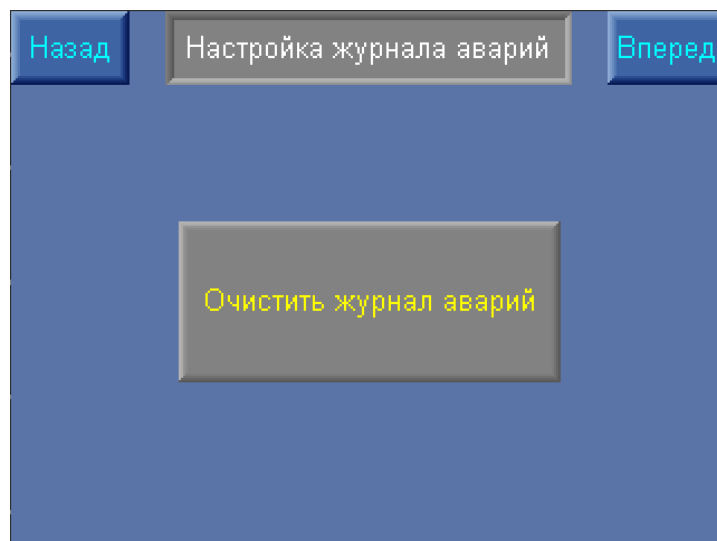 Назад
Настройка журнала аварий
Вперед
Очистить журнал аварий